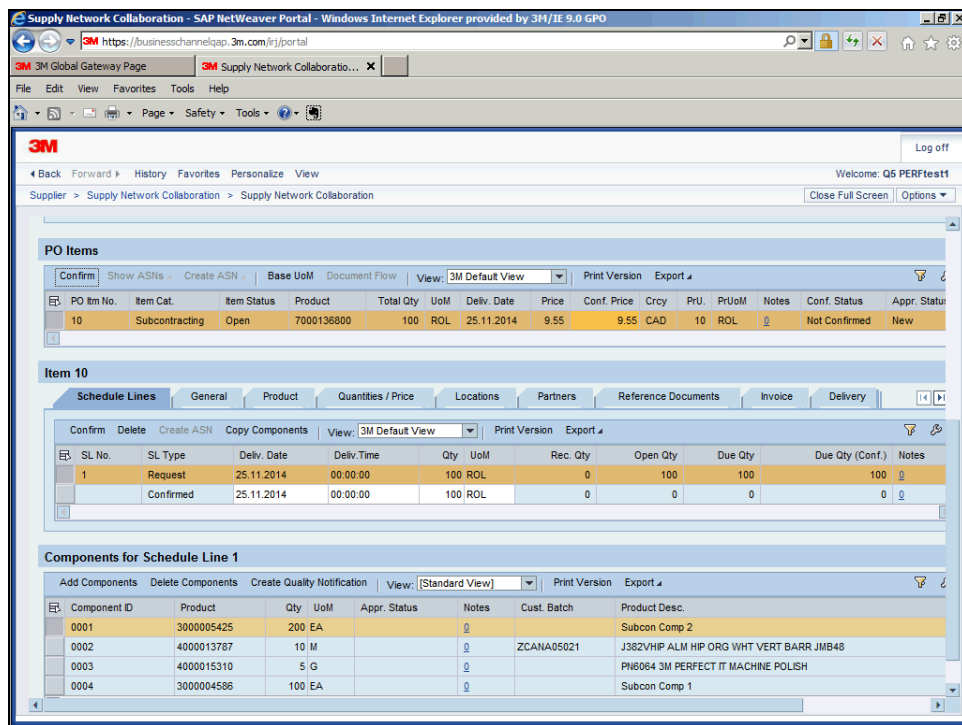 Supply Network Collaboration - SAP NetWeaver Portal - Windows Internet Explorer provided by 3M/IE 9.0 GPO
3M https://businesschannelqap.3m.com/irj/portal
3M 3M Global Gateway Page 3M Supply Network Collaboratio... X
File Edit View Favorites Tools Help
Page Safety Tools
3M Log off
Back Forward History Favorites Personalize View Welcome: Q5 PERFtest1
Supplier > Supply Network Collaboration > Supply Network Collaboration Close Full Screen Options
PO Items
Confirm Show ASNs Create ASN Base UoM Document Flow View: 3M Default View Print Version Export
PO Itm No. Item Cat. Item Status Product Total Qty UoM Deliv. Date Price Conf. Price Crcy PrU. PrUoM Notes Conf. Status Appr. Status
10 Subcontracting Open 7000136800 100 ROL 25.11.2014 9.55 9.55 CAD 10 ROL 0 Not Confirmed New
Item 10
Schedule Lines General Product Quantities / Price Locations Partners Reference Documents Invoice Delivery
Confirm Delete Create ASN Copy Components View: 3M Default View Print Version Export
SL No. SL Type Deliv. Date Deliv.Time Qty UoM Rec. Qty Open Qty Due Qty Due Qty (Conf.) Notes
1 Request 25.11.2014 00:00:00 100 ROL 0 100 100 100 0
Confirmed 25.11.2014 00:00:00 100 ROL 0 0 0 0 0
Components for Schedule Line 1
Add Components Delete Components Create Quality Notification View: [Standard View] Print Version Export
Component ID Product Qty UoM Appr. Status Notes Cust. Batch Product Desc.
0001 3000005425 200 EA 0 Subcon Comp 2
0002 4000013787 10 M 0 ZCANA05021 J382VHIP ALM HIP ORG WHT VERT BARR JMB48
0003 4000015310 5 G 0 PN6064 3M PERFECT IT MACHINE POLISH
0004 3000004586 100 EA 0 Subcon Comp 1